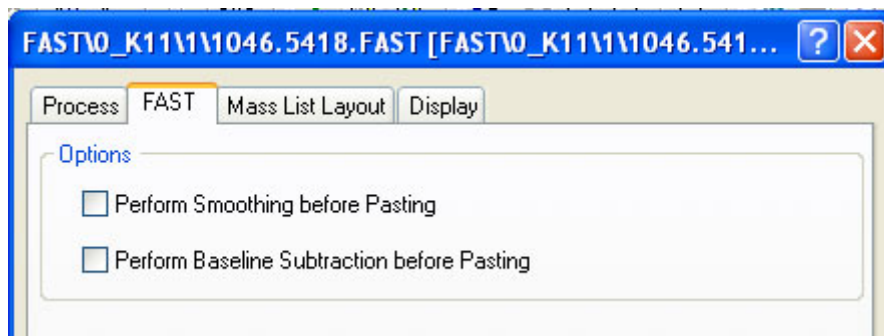 FAST\0_K11\1\1046.5418.FAST [FAST\0_K11\1\1046.541...
Process FAST Mass List Layout Display
Options
Perform Smoothing before Pasting
Perform Baseline Subtraction before Pasting